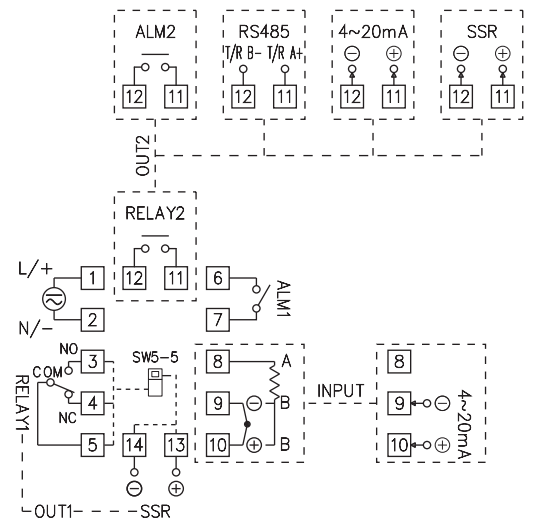 ALM2 RS485 4~20mA SSR
T/R B- T/R A+ ⊖ ⊕ ⊖ ⊕
12 11 12 11 12 11 12 11
OUT2
RELAY2
12 11
L/+ 1 6
N/- 2 7
ALM1
NO 3 SW5-5 8 A 8
COM INPUT
NC 4 9 ⊖ B 9 ⊖
5 14 13 10 ⊕ B 10 ⊕
4~20mA
RELAY1
⊖ ⊕
OUT1 SSR